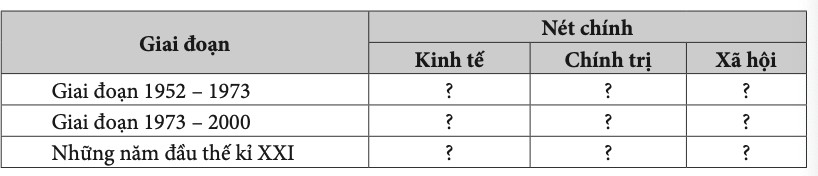 Giai đoạn
Nét chính
Kinh tế Chính trị Xã hội
Giai đoạn 1952 – 1973 ? ? ?
Giai đoạn 1973 – 2000 ? ? ?
Những năm đầu thế kỉ XXI ? ? ?